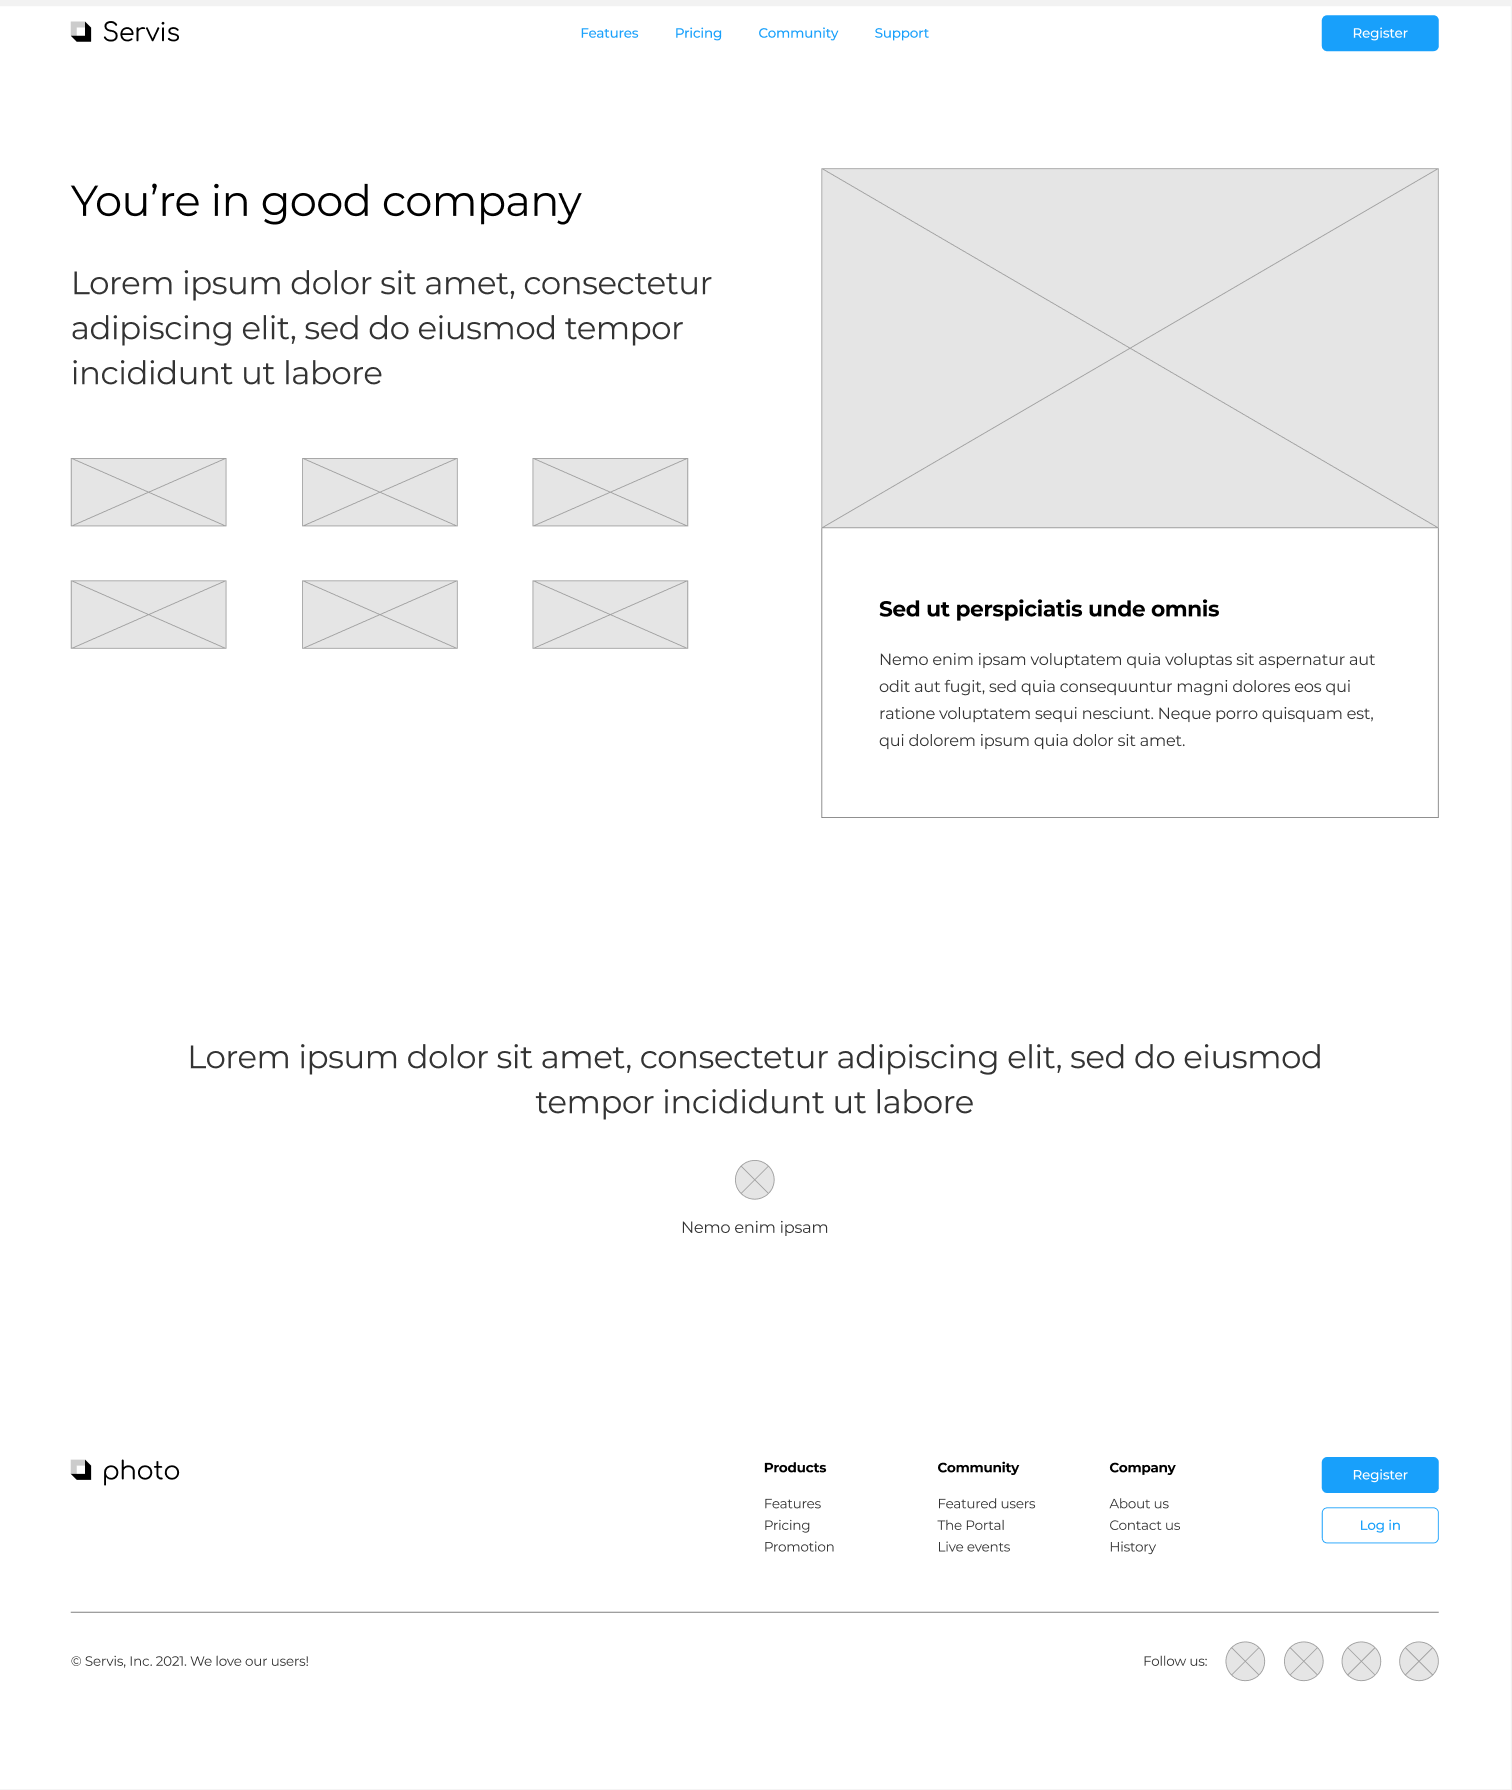 Servis
Features
Pricing
Community
Support
Register
You’re in good company
Lorem ipsum dolor sit amet, consectetur
adipiscing elit, sed do eiusmod tempor
incididunt ut labore
Sed ut perspiciatis unde omnis
Nemo enim ipsam voluptatem quia voluptas sit aspernatur aut
odit aut fugit, sed quia consequuntur magni dolores eos qui
ratione voluptatem sequi nesciunt. Neque porro quisquam est,
qui dolorem ipsum quia dolor sit amet.
Lorem ipsum dolor sit amet, consectetur adipiscing elit, sed do eiusmod
tempor incididunt ut labore
Nemo enim ipsam
photo
Products
Features
Pricing
Promotion
Community
Featured users
The Portal
Live events
Company
About us
Contact us
History
Register
Log in
© Servis, Inc. 2021. We love our users!
Follow us: